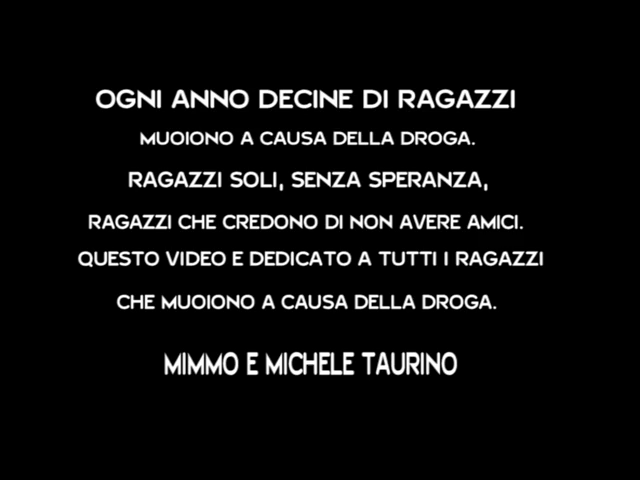 OGNI ANNO DECINE DI RAGAZZI
MUOIONO A CAUSA DELLA DROGA.
RAGAZZI SOLI, SENZA SPERANZA,
RAGAZZI CHE CREDONO DI NON AVERE AMICI.
QUESTO VIDEO E DEDICATO A TUTTI I RAGAZZI
CHE MUOIONO A CAUSA DELLA DROGA.
MIMMO E MICHELE TAURINO